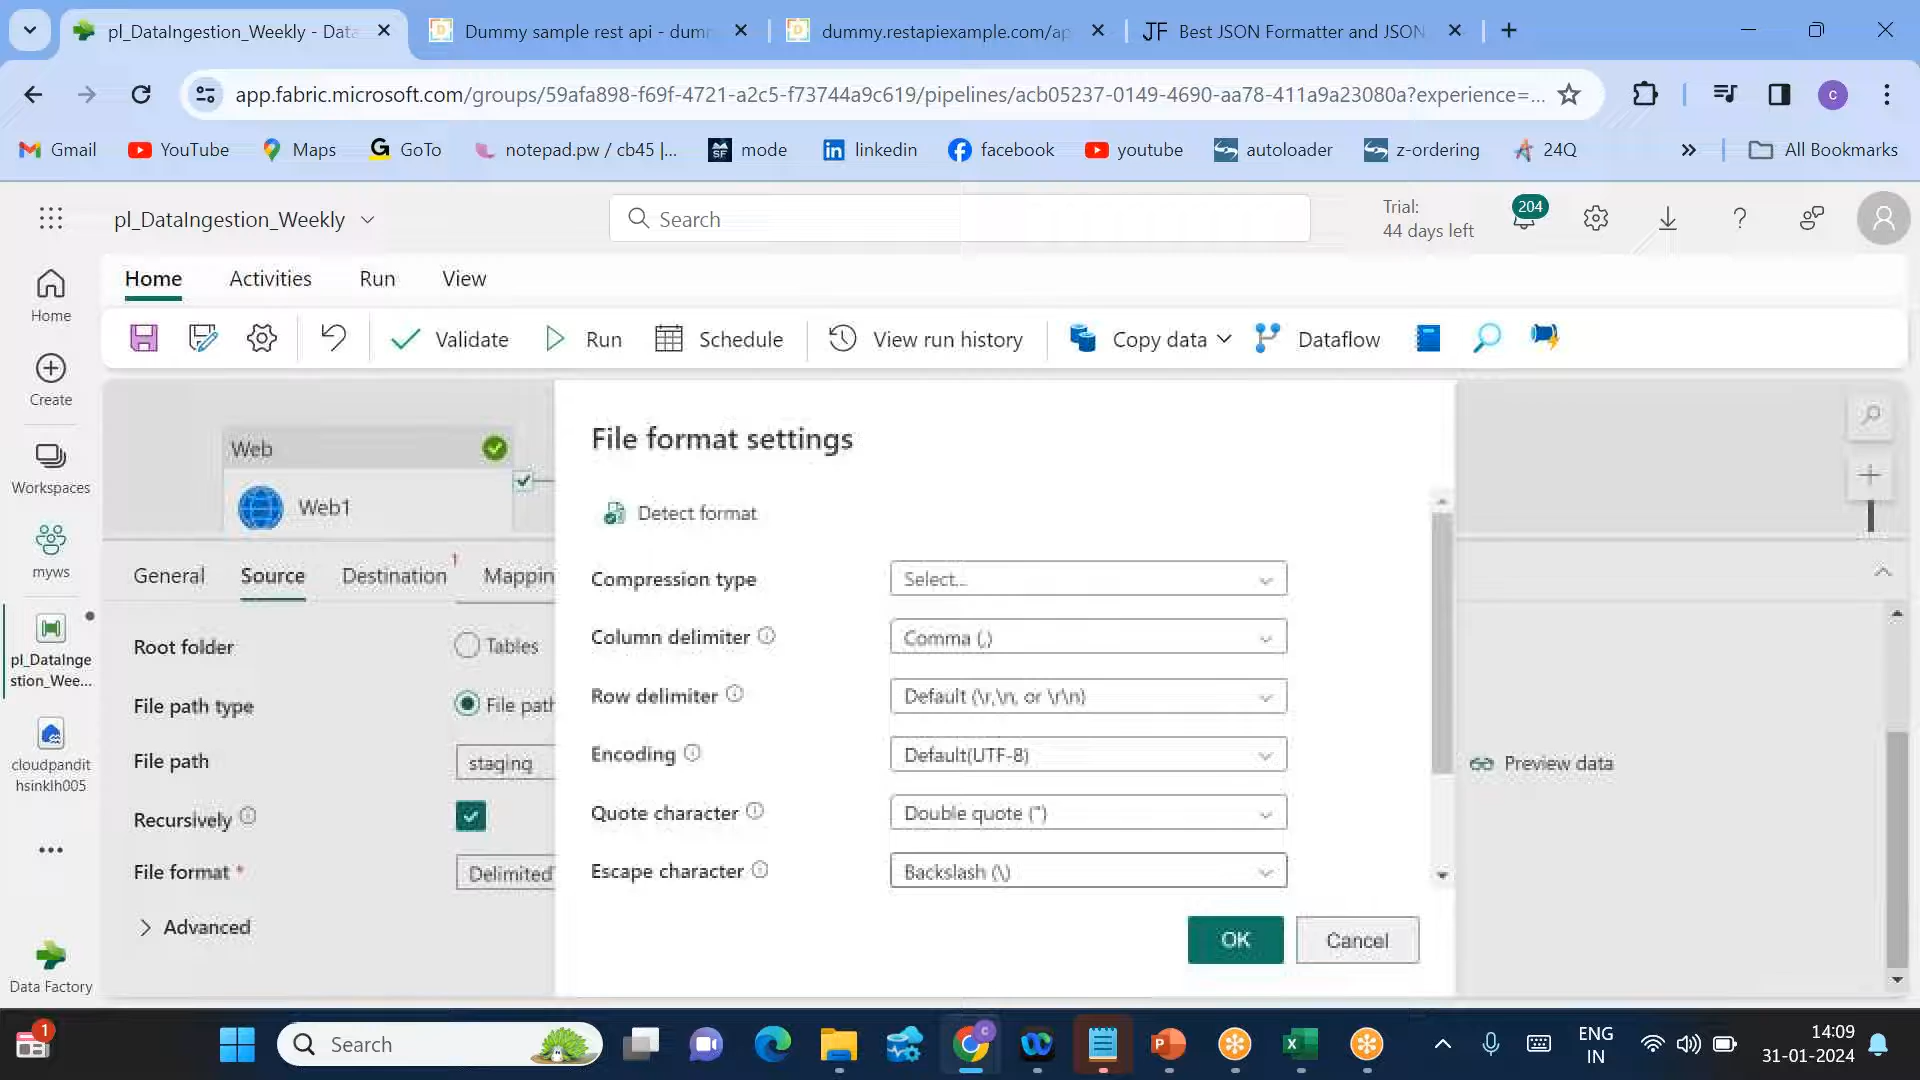 pl_DataIngestion_Weekly - Data
Dummy sample rest api - dumm
dummy.restapiexample.com/ap
JF Best JSON Formatter and JSON
app.fabric.microsoft.com/groups/59afa898-f69f-4721-a2c5-f73744a9c619/pipelines/acb05237-0149-4690-aa78-411a9a23080a?experience=...
c
Gmail
YouTube
Maps
GoTo
notepad.pw / cb45 |...
mode
linkedin
facebook
youtube
autoloader
z-ordering
24Q
All Bookmarks
pl_DataIngestion_Weekly
Search
Trial:
44 days left
204
Home
Activities
Run
View
Validate
Run
Schedule
View run history
Copy data
Dataflow
Home
Create
Workspaces
myws
pl_DataInge
stion_Wee...
cloudpandit
hsinklh005
Data Factory
Web
Web1
General
Source
Destination
1
Mappin
Root folder
Tables
File path type
File path
File path
staging
Recursively
File format *
Delimited
Advanced
File format settings
Detect format
Compression type
Select...
Column delimiter
Comma (,)
Row delimiter
Default (\r,\n, or \r\n)
Encoding
Default(UTF-8)
Quote character
Double quote (")
Escape character
Backslash (\)
OK
Cancel
Preview data
1
Search
ENG
IN
14:09
31-01-2024